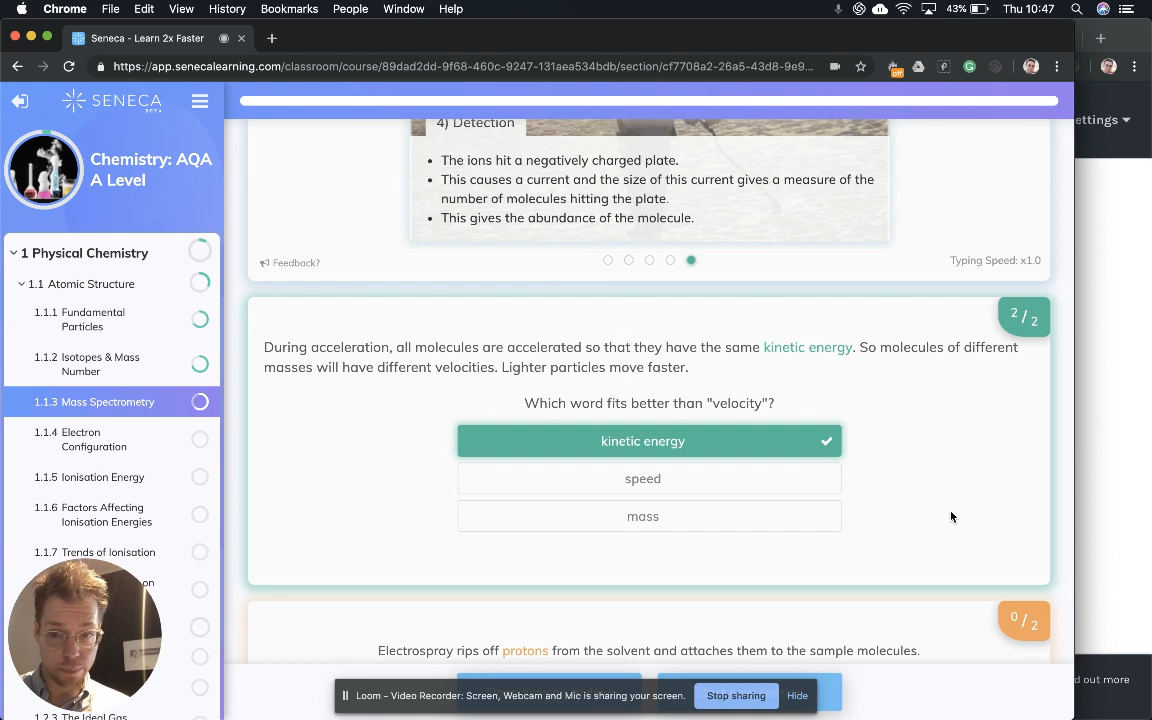 Chrome File Edit View History Bookmarks People Window Help 43% Thu 10:47
Seneca - Learn 2x Faster
https://app.senecalearning.com/classroom/course/89dad2dd-9f68-460c-9247-131aea534bdb/section/cf7708a2-26a5-43d8-9e9...
off
SENECA
BETA
ettings
Chemistry: AQA
A Level
1 Physical Chemistry
1.1 Atomic Structure
1.1.1 Fundamental
Particles
1.1.2 Isotopes & Mass
Number
1.1.3 Mass Spectrometry
1.1.4 Electron
Configuration
1.1.5 Ionisation Energy
1.1.6 Factors Affecting
Ionisation Energies
1.1.7 Trends of Ionisation
on
1.2.3 The Ideal Gas
4) Detection
• The ions hit a negatively charged plate.
• This causes a current and the size of this current gives a measure of the
number of molecules hitting the plate.
• This gives the abundance of the molecule.
Feedback?
Typing Speed: x1.0
2 / 2
During acceleration, all molecules are accelerated so that they have the same kinetic energy. So molecules of different
masses will have different velocities. Lighter particles move faster.
Which word fits better than "velocity"?
kinetic energy
speed
mass
0 / 2
Electrospray rips off protons from the solvent and attaches them to the sample molecules.
Loom - Video Recorder: Screen, Webcam and Mic is sharing your screen. Stop sharing Hide
d out more